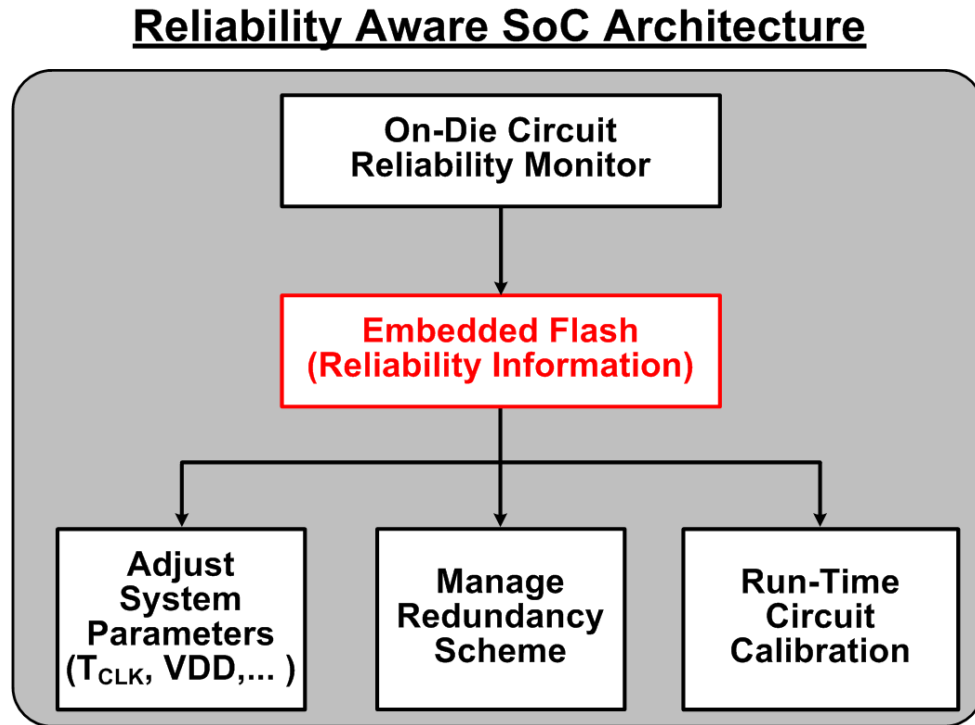 Reliability Aware SoC Architecture
On-Die Circuit
Reliability Monitor
Embedded Flash
(Reliability Information)
Adjust
System
Parameters
(TCLK, VDD,... )
Manage
Redundancy
Scheme
Run-Time
Circuit
Calibration